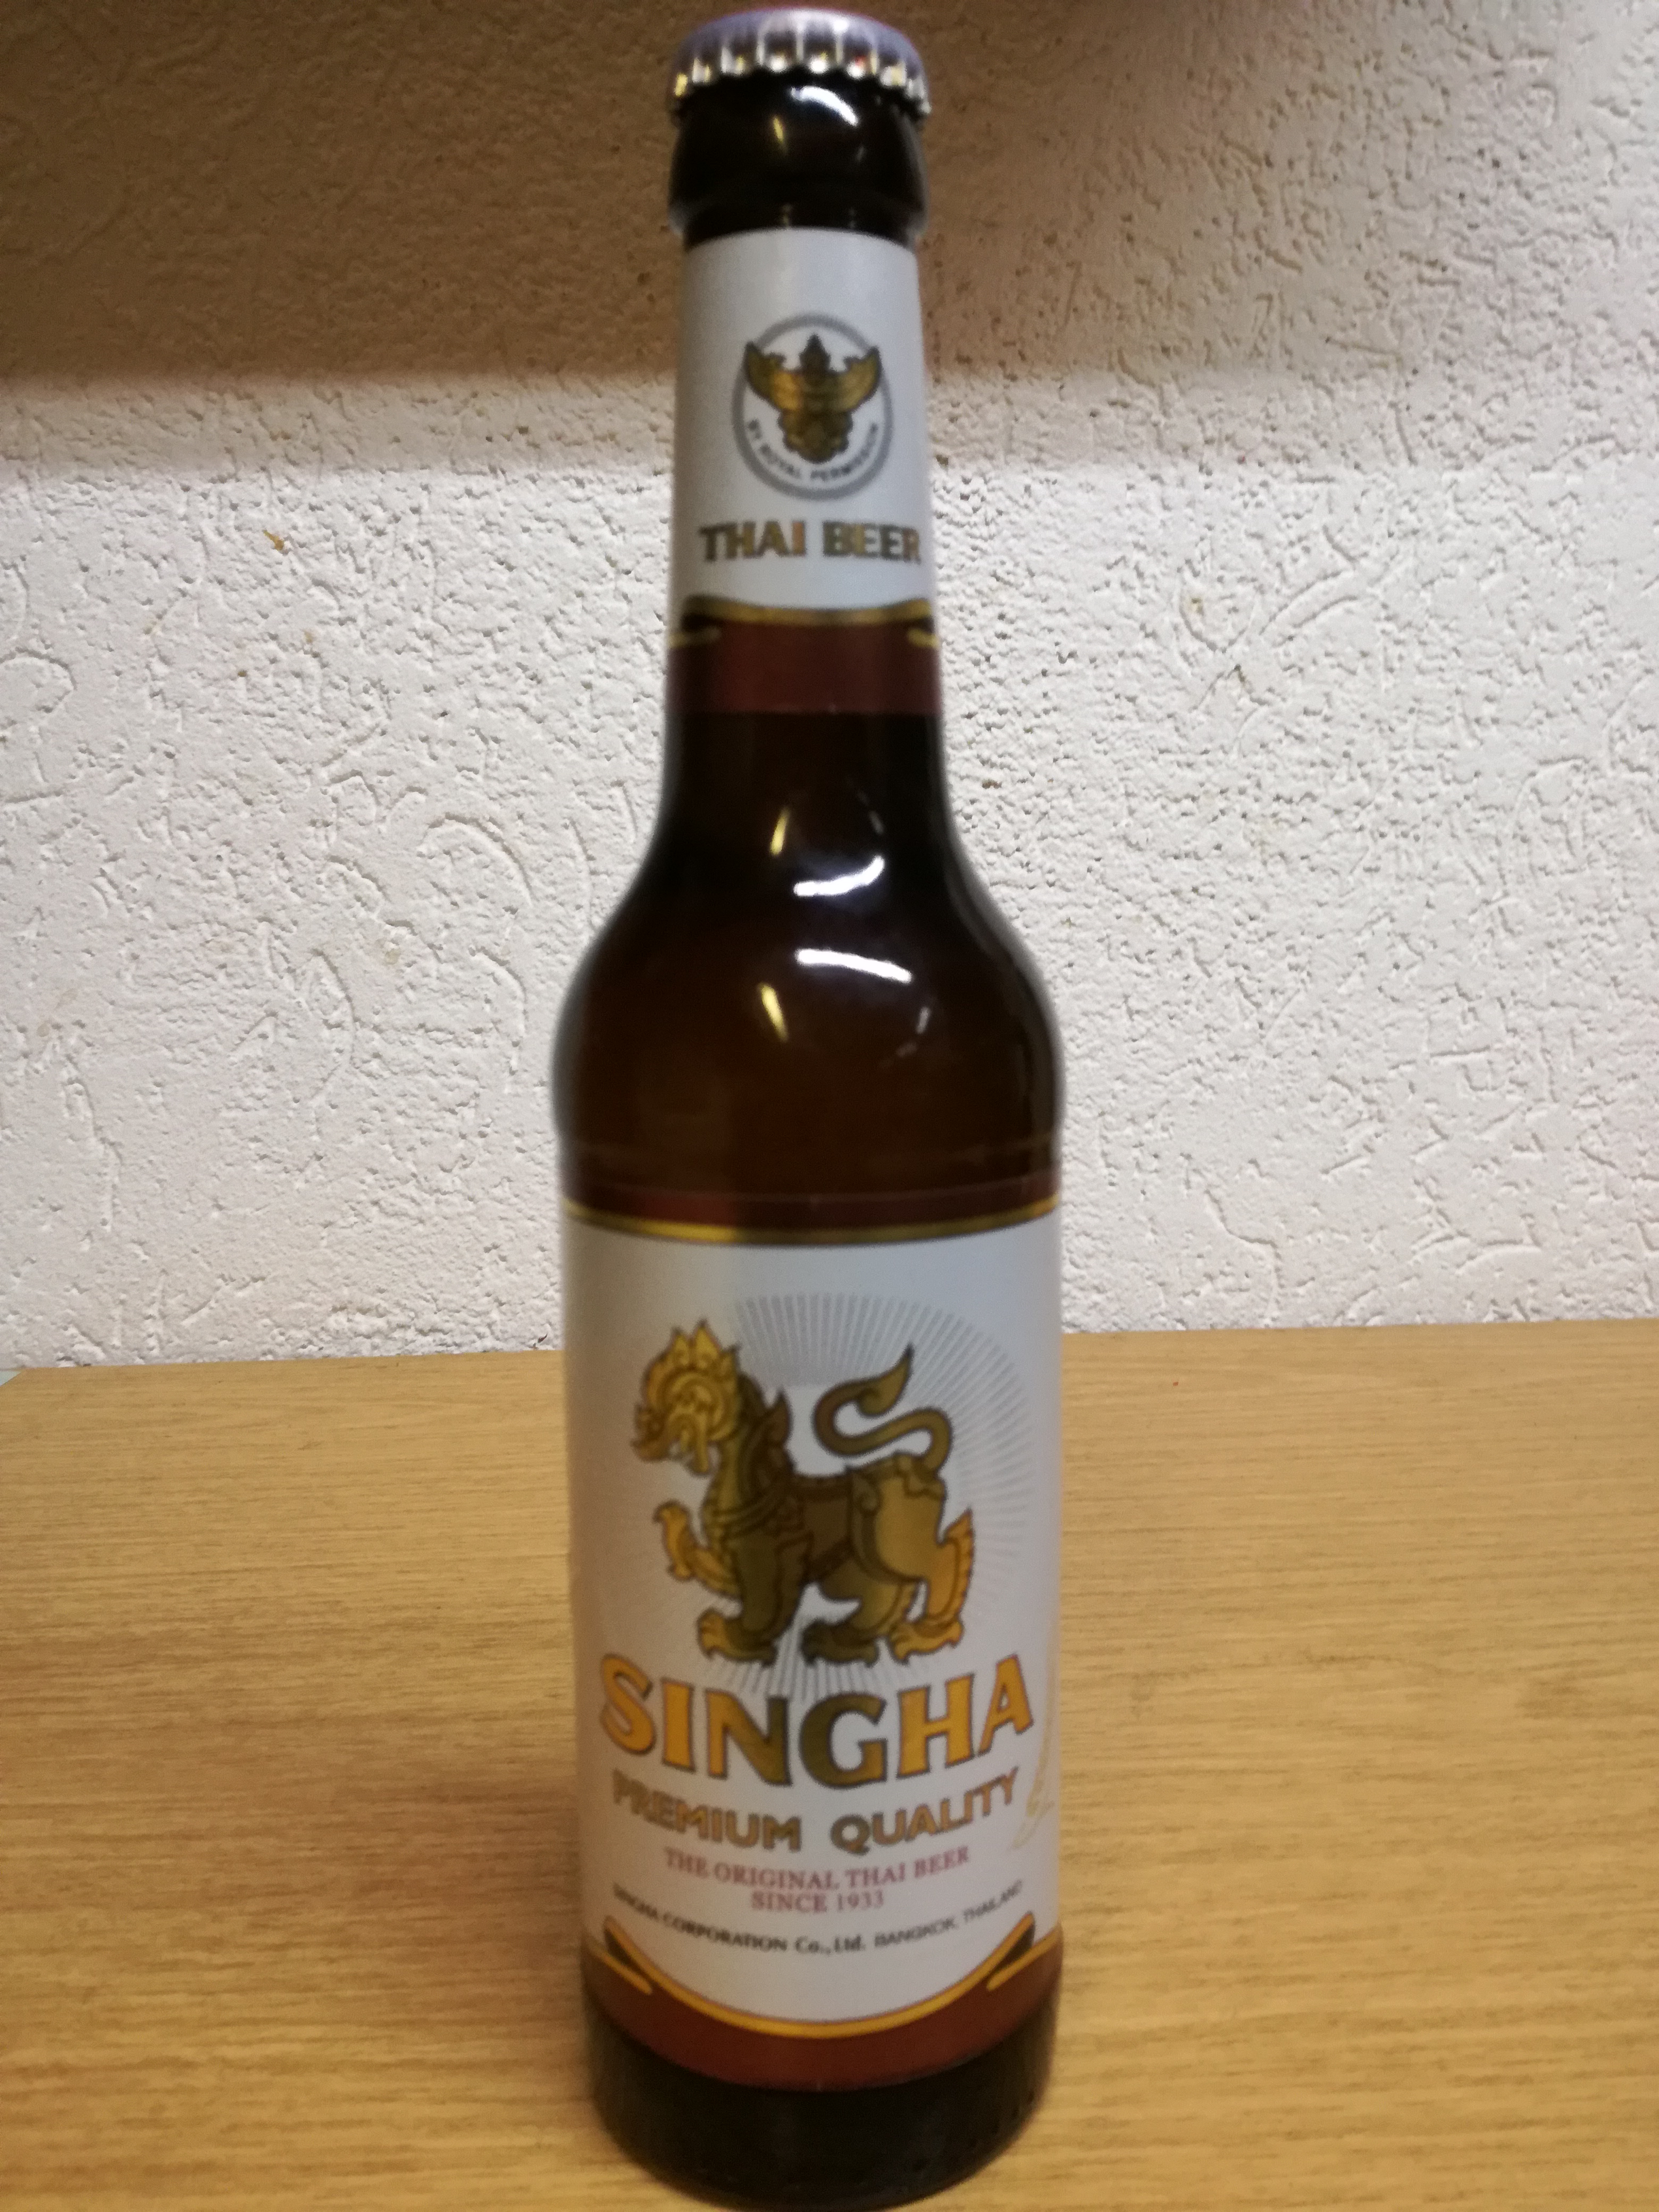 BY ROYAL PERMISSION
THAI BEER
SINGHA
PREMIUM QUALITY
THE ORIGINAL THAI BEER
SINCE 1933
SINGHA CORPORATION Co., Ltd. BANGKOK, THAILAND